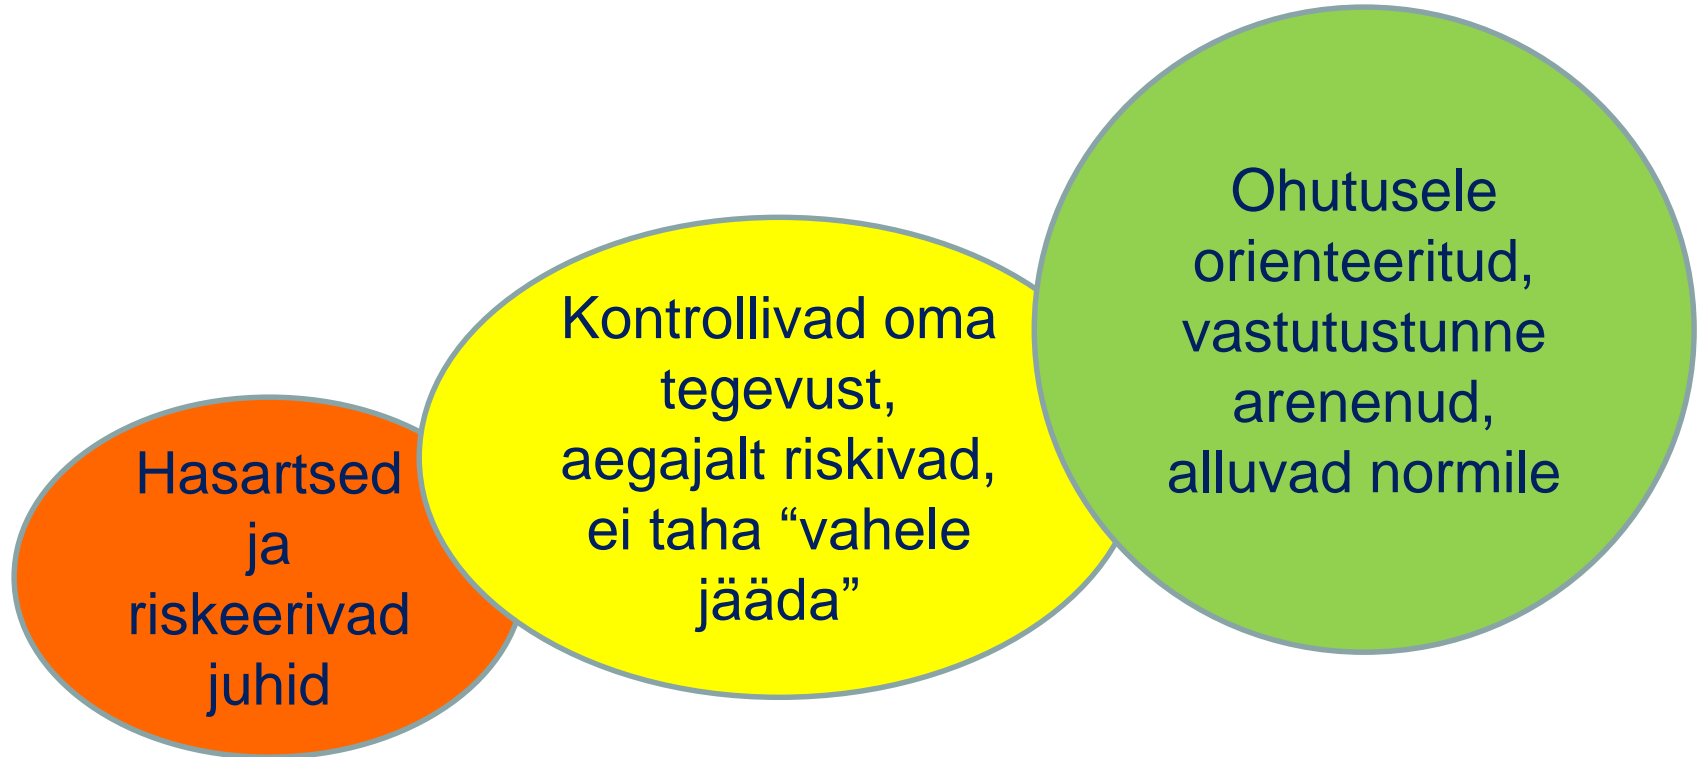 Hasartsed
ja
riskeerivad
juhid
Kontrollivad oma
tegevust,
aegajalt riskivad,
ei taha “vahele
jääda”
Ohutusele
orienteeritud,
vastutustunne
arenenud,
alluvad normile